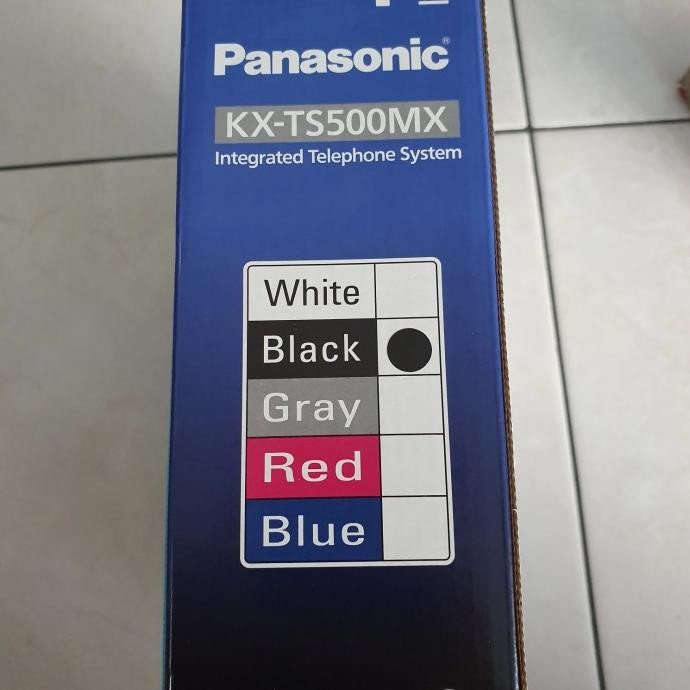 Panasonic®
KX-TS500MX
Integrated Telephone System
White
Black
Gray
Red
Blue